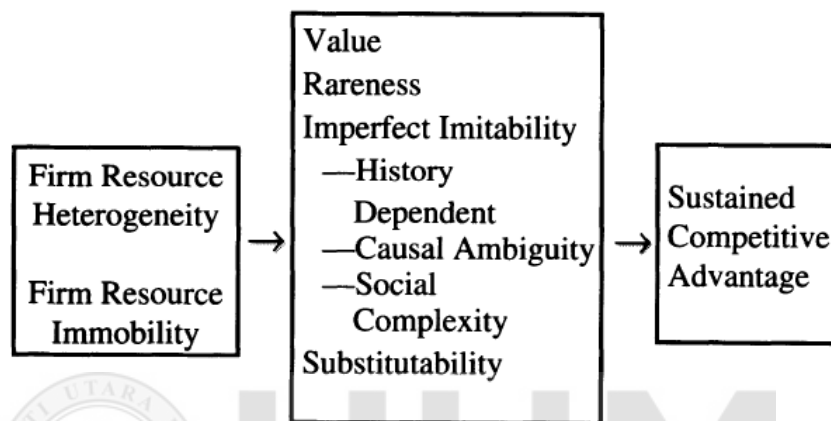 Firm Resource
Heterogeneity
Firm Resource
Immobility
→
Value
Rareness
Imperfect Imitability
—History
Dependent
—Causal Ambiguity
—Social
Complexity
Substitutability
→
Sustained
Competitive
Advantage
UTARA